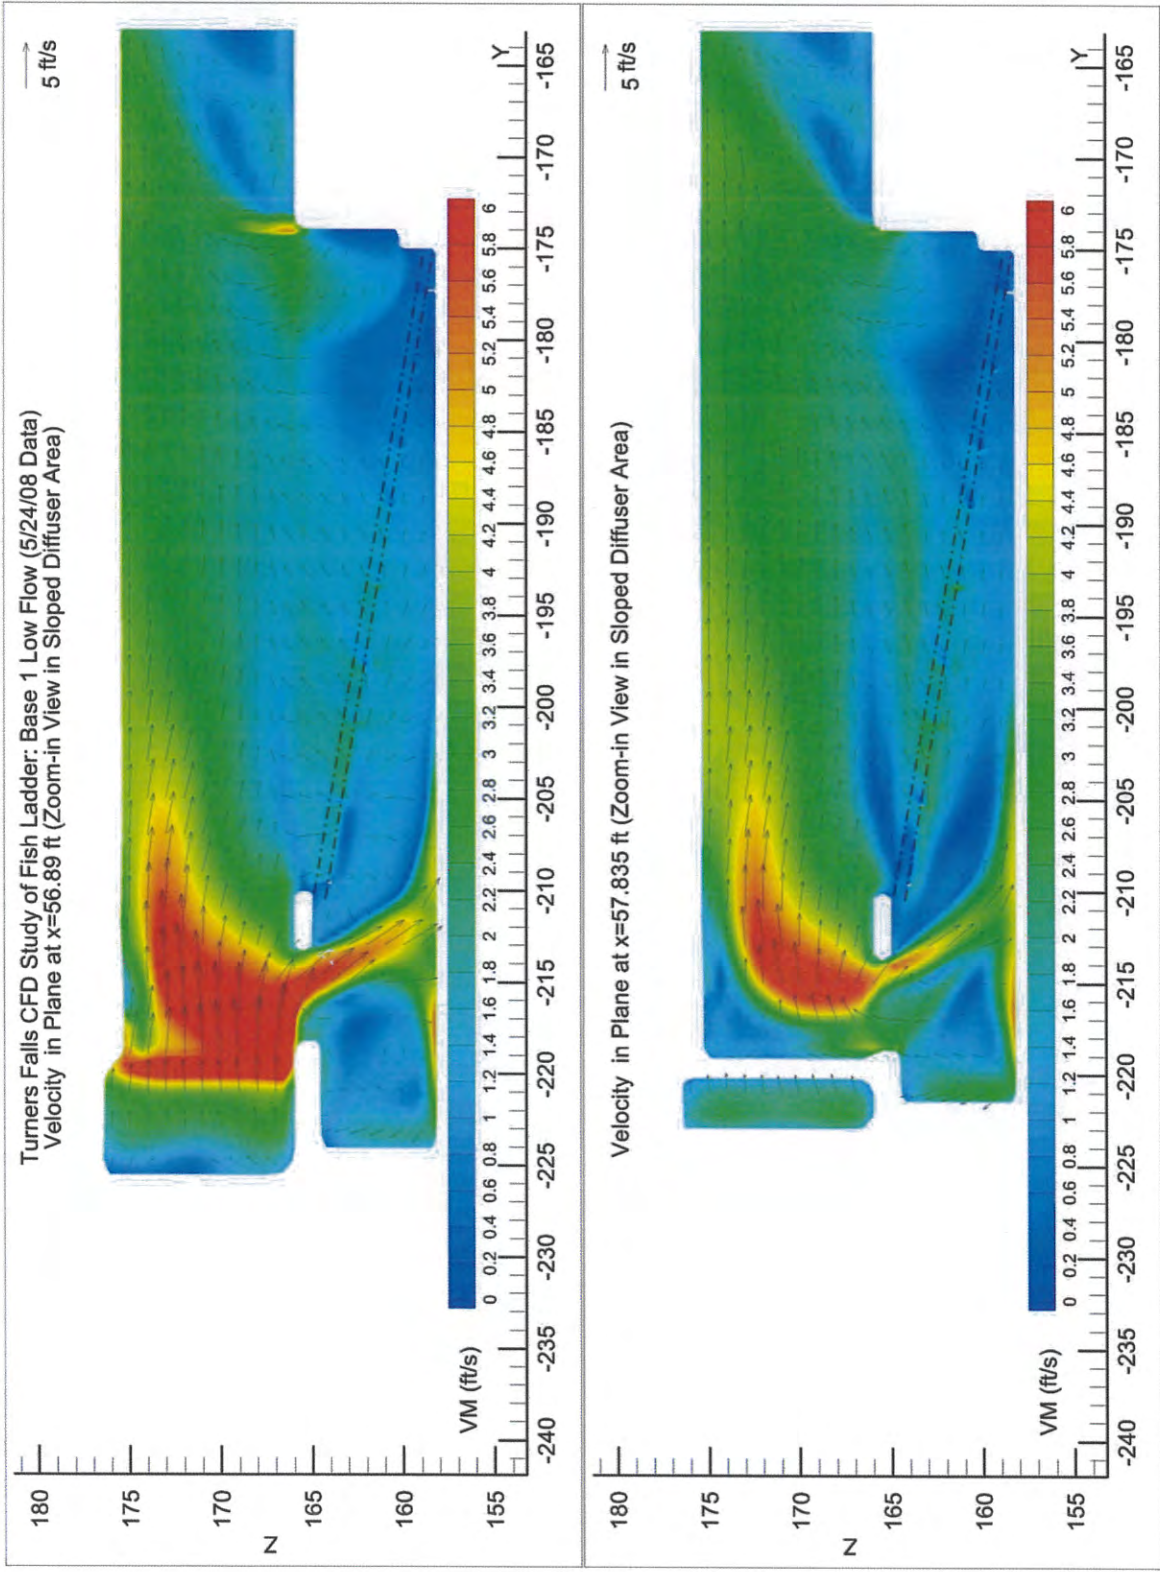 Turners Falls CFD Study of Fish Ladder: Base 1 Low Flow (5/24/08 Data)
Velocity in Plane at x=56.89 ft (Zoom-in View in Sloped Diffuser Area)
5 ft/s
180
175
170
165
160
155
Z
VM (ft/s)
0 0.2 0.4 0.6 0.8 1 1.2 1.4 1.6 1.8 2 2.2 2.4 2.6 2.8 3 3.2 3.4 3.6 3.8 4 4.2 4.4 4.6 4.8 5 5.2 5.4 5.6 5.8 6
-240 -235 -230 -225 -220 -215 -210 -205 -200 -195 -190 -185 -180 -175 -170 -165
Y
Velocity in Plane at x=57.835 ft (Zoom-in View in Sloped Diffuser Area)
5 ft/s
180
175
170
165
160
155
Z
VM (ft/s)
0 0.2 0.4 0.6 0.8 1 1.2 1.4 1.6 1.8 2 2.2 2.4 2.6 2.8 3 3.2 3.4 3.6 3.8 4 4.2 4.4 4.6 4.8 5 5.2 5.4 5.6 5.8 6
-240 -235 -230 -225 -220 -215 -210 -205 -200 -195 -190 -185 -180 -175 -170 -165
Y